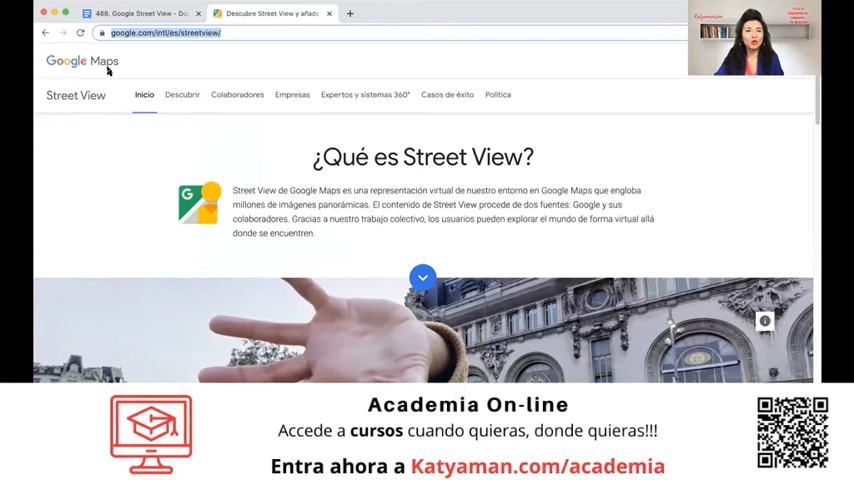 468. Google Street View - Do
Descubre Street View y añade
google.com/intl/es/streetview/
Katyaman.com
Google Maps
Street View
Inicio
Descubrir
Colaboradores
Empresas
Expertos y sistemas 360°
Casos de éxito
Política
¿Qué es Street View?
Street View de Google Maps es una representación virtual de nuestro entorno en Google Maps que engloba
millones de imágenes panorámicas. El contenido de Street View procede de dos fuentes: Google y sus
colaboradores. Gracias a nuestro trabajo colectivo, los usuarios pueden explorar el mundo de forma virtual allá
donde se encuentren.
Academia On-line
Accede a cursos cuando quieras, donde quieras!!!
Entra ahora a Katyaman.com/academia